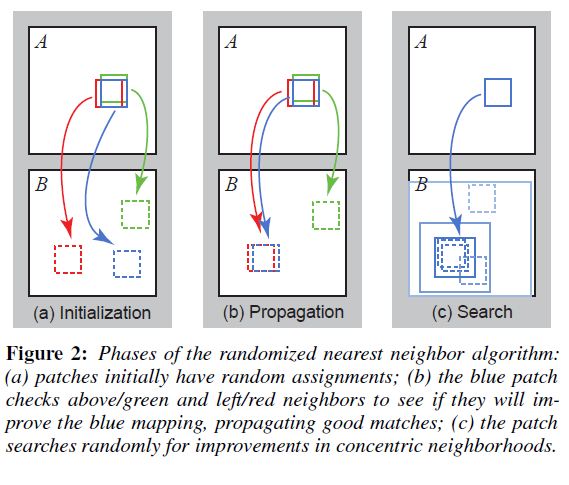 A
A
A
B
B
B
(a) Initialization
(b) Propagation
(c) Search
Figure 2: Phases of the randomized nearest neighbor algorithm:
(a) patches initially have random assignments; (b) the blue patch
checks above/green and left/red neighbors to see if they will im-
prove the blue mapping, propagating good matches; (c) the patch
searches randomly for improvements in concentric neighborhoods.